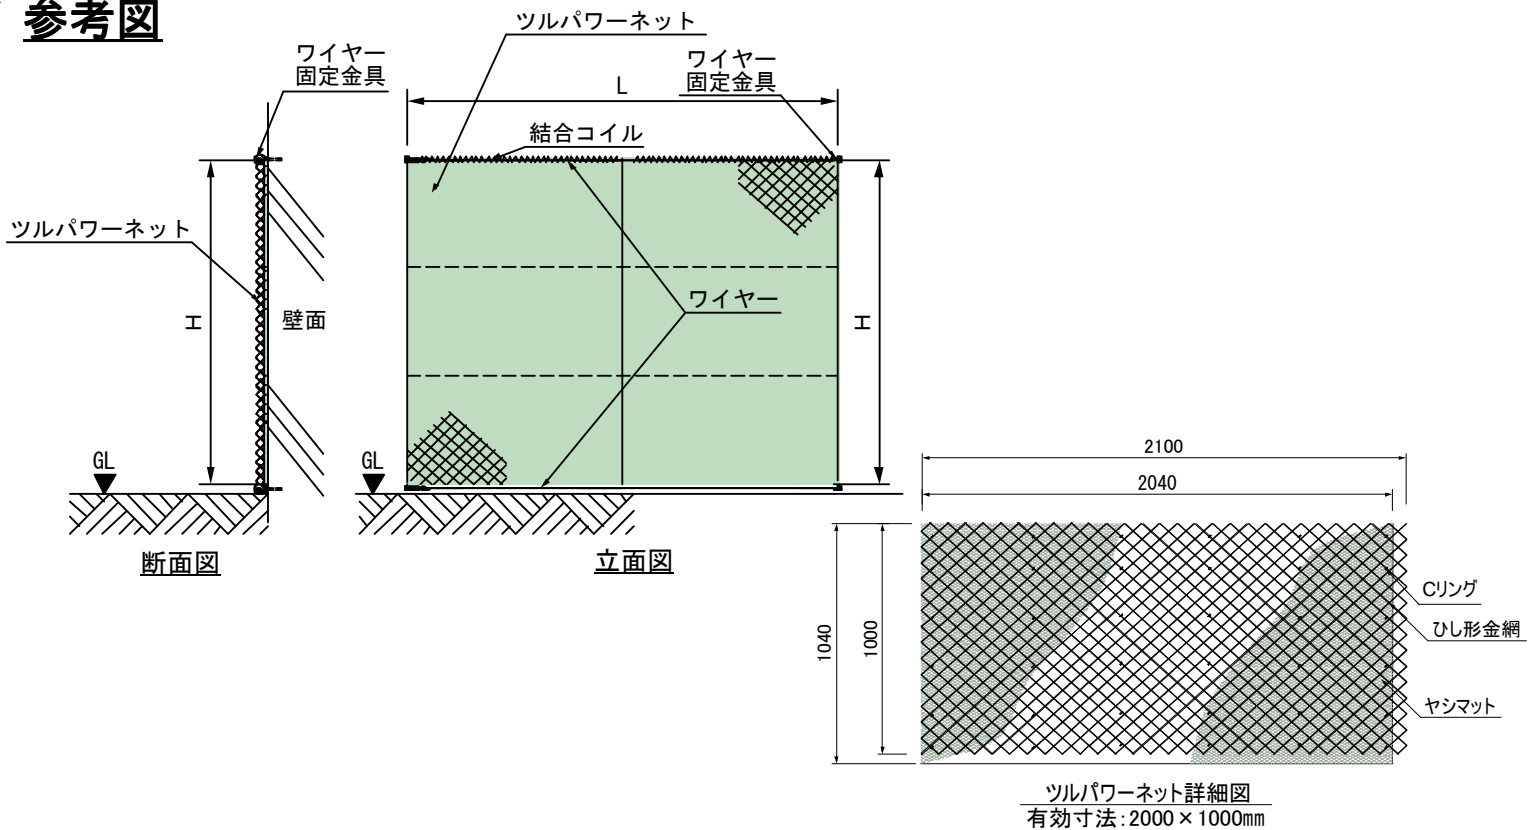 参考図
ワイヤー
固定金具
ツルパワーネット
H
壁面
GL
断面図
ツルパワーネット
L
ワイヤー
固定金具
結合コイル
ワイヤー
H
GL
立面図
2100
2040
1040
1000
Cリング
ひし形金網
ヤシマット
ツルパワーネット詳細図
有効寸法:2000×1000㎜